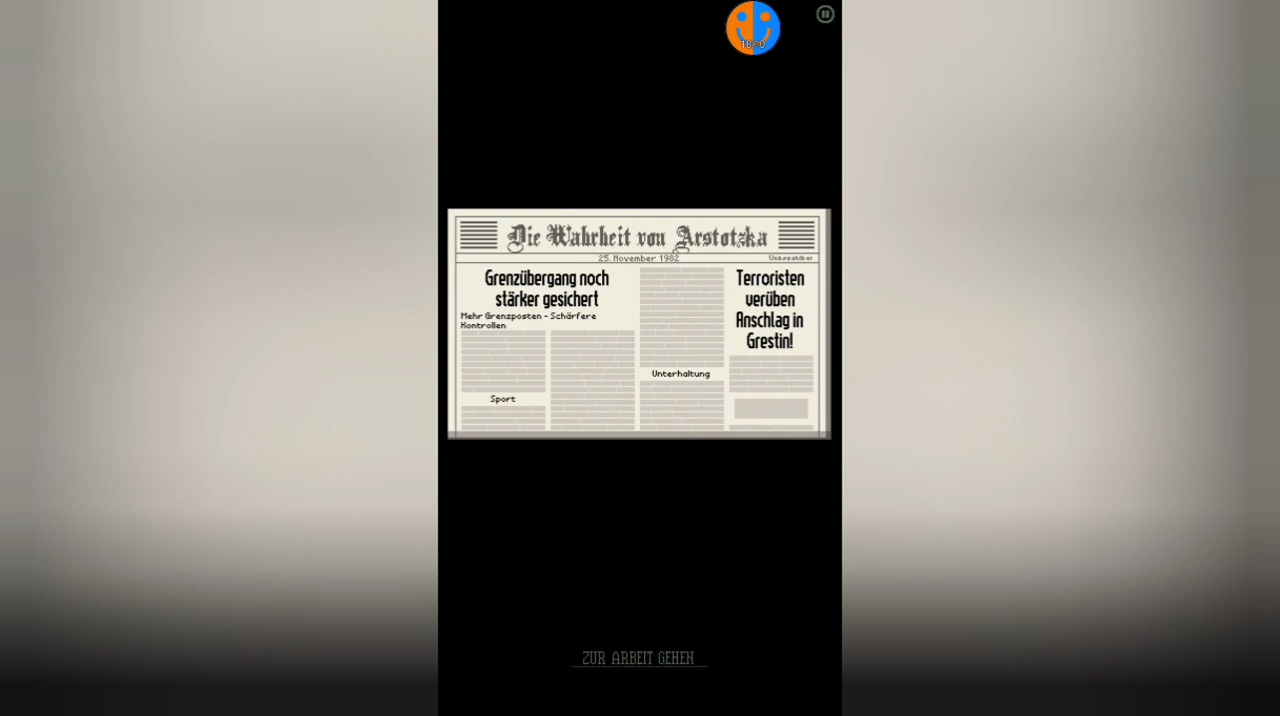 Die Wahrheit von Arstotzka
25. November 1982
Unbezahlbar
Grenzübergang noch
stärker gesichert
Mehr Grenzposten - Schärfere
Kontrollen
Sport
Unterhaltung
Terroristen
verüben
Anschlag in
Grestin!
ZUR ARBEIT GEHEN